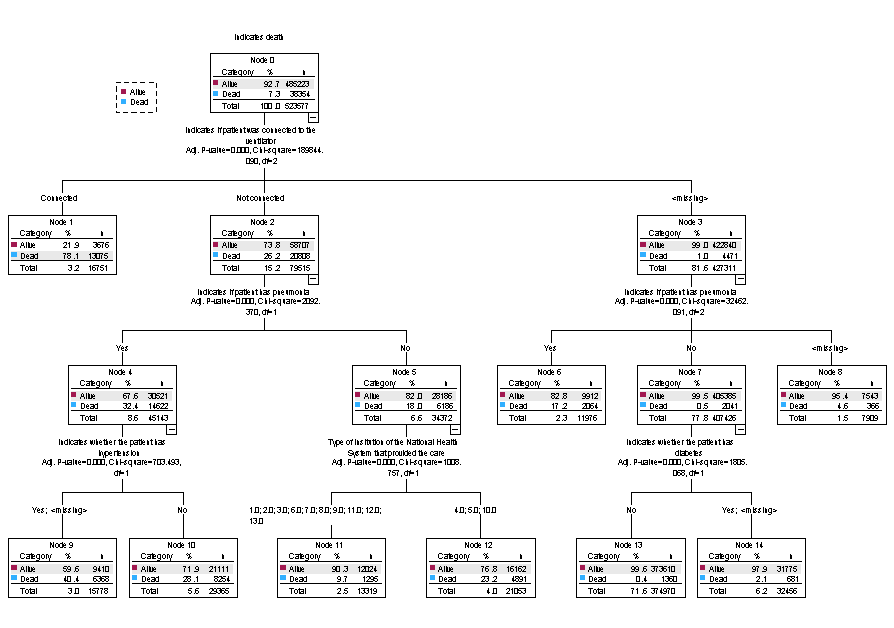 Indicates death
Node 0
Category % n
Alive 92.7 485223
Dead 7.3 38354
Total 100.0 523577
Alive
Dead
Indicates if patient was connected to the
ventilator
Adj. P-value=0.000, Chi-square=189844.
090, df=2
Connected
Not connected
<missing>
Node 1
Category % n
Alive 21.9 3676
Dead 78.1 13075
Total 3.2 16751
Node 2
Category % n
Alive 73.8 58707
Dead 26.2 20808
Total 15.2 79515
Node 3
Category % n
Alive 99.0 422840
Dead 1.0 4471
Total 81.6 427311
Indicates if patient has pneumonia
Adj. P-value=0.000, Chi-square=2092.
370, df=1
Indicates if patient has pneumonia
Adj. P-value=0.000, Chi-square=32462.
091, df=2
Yes
No
Yes
No
<missing>
Node 4
Category % n
Alive 67.6 30521
Dead 32.4 14622
Total 8.6 45143
Node 5
Category % n
Alive 82.0 28186
Dead 18.0 6186
Total 6.6 34372
Node 6
Category % n
Alive 82.8 9912
Dead 17.2 2064
Total 2.3 11976
Node 7
Category % n
Alive 99.5 405385
Dead 0.5 2041
Total 77.8 407426
Node 8
Category % n
Alive 95.4 7543
Dead 4.6 366
Total 1.5 7909
Indicates whether the patient has
hypertension
Adj. P-value=0.000, Chi-square=703.493,
df=1
Type of Institution of the National Health
System that provided the care
Adj. P-value=0.000, Chi-square=1008.
757, df=1
Indicates whether the patient has
diabetes
Adj. P-value=0.000, Chi-square=1805.
068, df=1
Yes; <missing>
No
1.0; 2.0; 3.0; 6.0; 7.0; 8.0; 9.0; 11.0; 12.0;
13.0
4.0; 5.0; 10.0
No
Yes; <missing>
Node 9
Category % n
Alive 59.6 9410
Dead 40.4 6368
Total 3.0 15778
Node 10
Category % n
Alive 71.9 21111
Dead 28.1 8254
Total 5.6 29365
Node 11
Category % n
Alive 90.3 12024
Dead 9.7 1295
Total 2.5 13319
Node 12
Category % n
Alive 76.8 16162
Dead 23.2 4891
Total 4.0 21053
Node 13
Category % n
Alive 99.6 373610
Dead 0.4 1360
Total 71.6 374970
Node 14
Category % n
Alive 97.9 31775
Dead 2.1 681
Total 6.2 32456